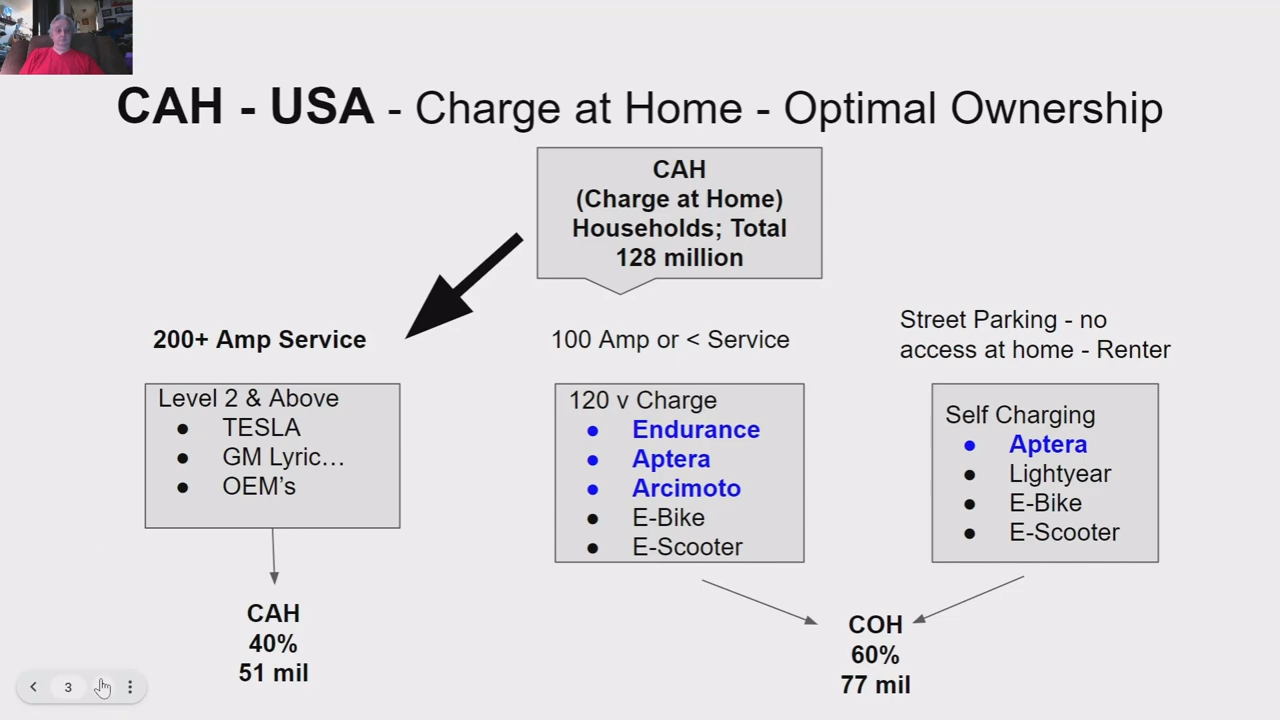 CAH - USA - Charge at Home - Optimal Ownership
CAH
(Charge at Home)
Households; Total
128 million
200+ Amp Service
Level 2 & Above
● TESLA
● GM Lyric...
● OEM's
CAH
40%
51 mil
100 Amp or < Service
120 v Charge
● Endurance
● Aptera
● Arcimoto
● E-Bike
● E-Scooter
Street Parking - no
access at home - Renter
Self Charging
● Aptera
● Lightyear
● E-Bike
● E-Scooter
COH
60%
77 mil
3